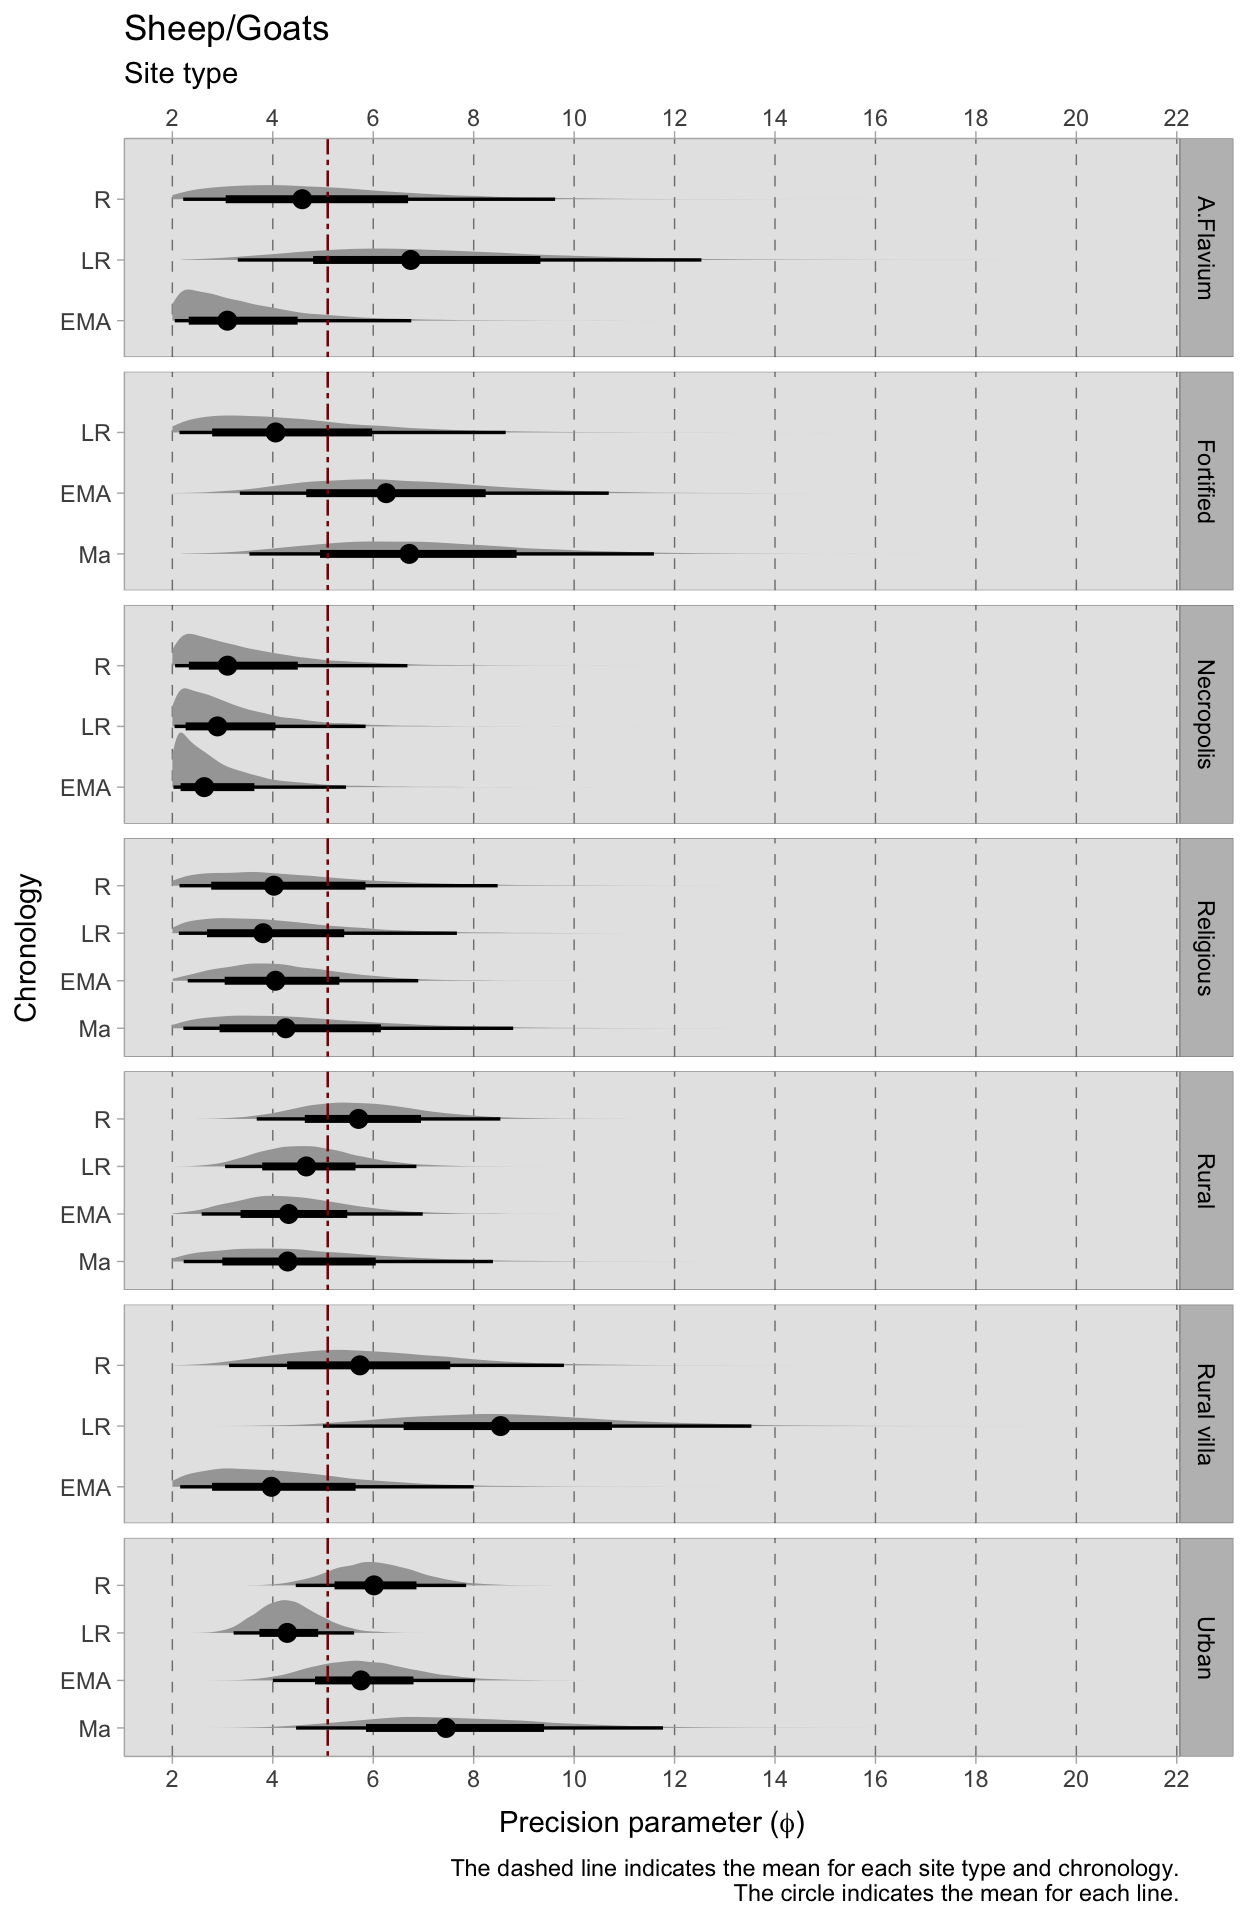 Sheep/Goats
Site type
2 4 6 8 10 12 14 16 18 20 22
R
LR
EMA
A.Flavium
LR
EMA
Ma
Fortified
R
LR
EMA
Necropolis
Chronology
R
LR
EMA
Ma
Religious
R
LR
EMA
Ma
Rural
R
LR
EMA
Rural villa
R
LR
EMA
Ma
Urban
2 4 6 8 10 12 14 16 18 20 22
Precision parameter (ϕ)
The dashed line indicates the mean for each site type and chronology.
The circle indicates the mean for each line.